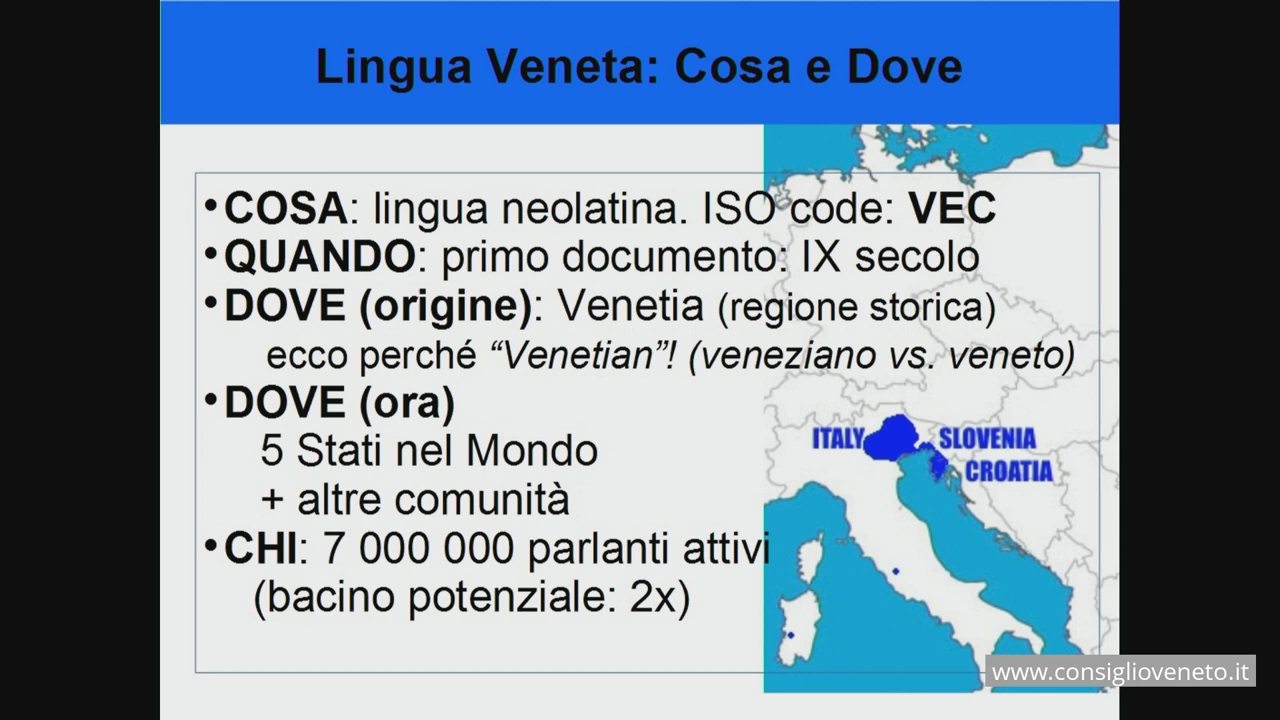 Lingua Veneta: Cosa e Dove
•COSA: lingua neolatina. ISO code: VEC
•QUANDO: primo documento: IX secolo
•DOVE (origine): Venetia (regione storica)
ecco perché “Venetian”! (veneziano vs. veneto)
•DOVE (ora)
5 Stati nel Mondo
+ altre comunità
•CHI: 7 000 000 parlanti attivi
(bacino potenziale: 2x)
ITALY
SLOVENIA
CROATIA
www.consiglioveneto.it